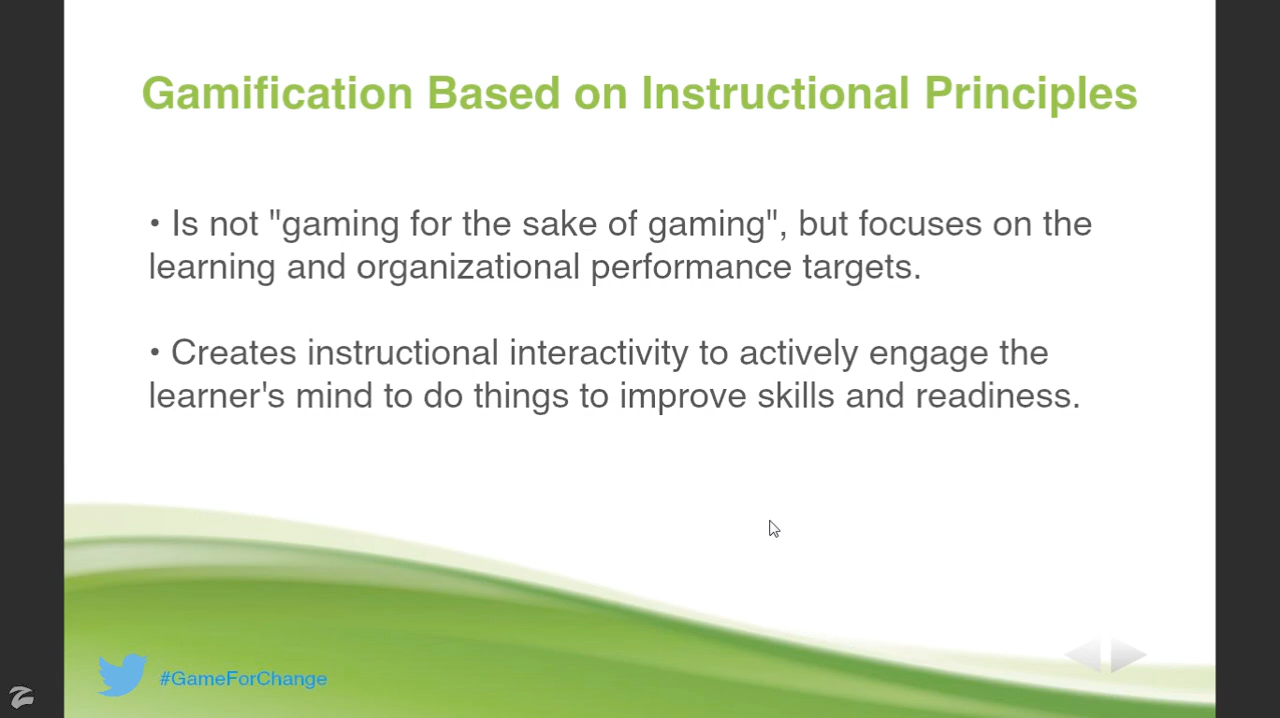 Gamification Based on Instructional Principles
• Is not "gaming for the sake of gaming", but focuses on the
learning and organizational performance targets.
• Creates instructional interactivity to actively engage the
learner's mind to do things to improve skills and readiness.
#GameForChange